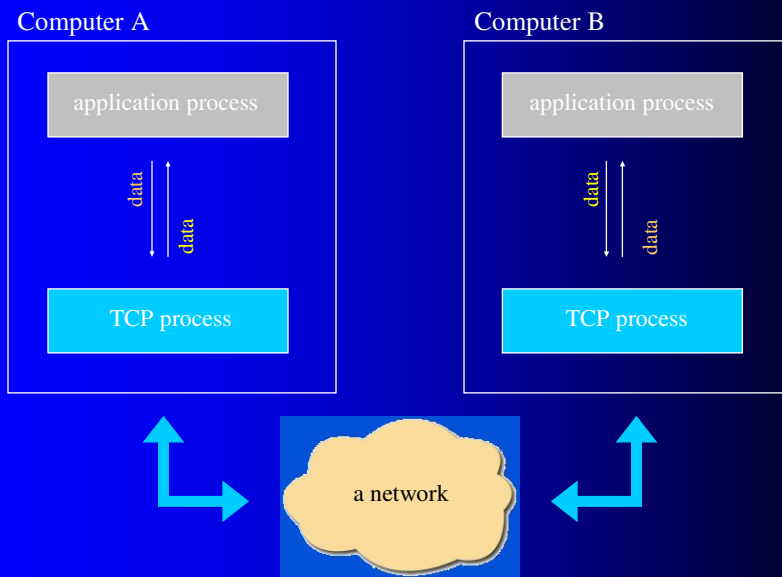 Computer A
application process
data
data
TCP process
Computer B
application process
data
data
TCP process
a network